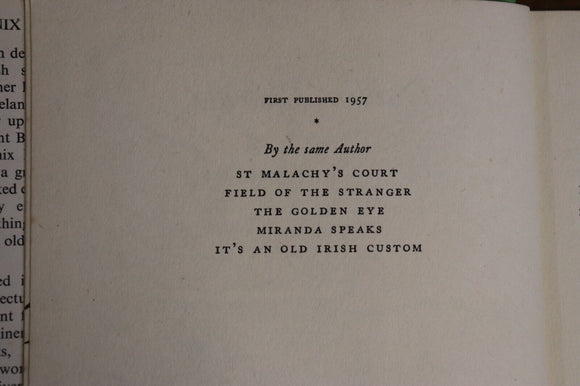 FIRST PUBLISHED 1957
*
By the same Author
ST MALACHY'S COURT
FIELD OF THE STRANGER
THE GOLDEN EYE
MIRANDA SPEAKS
IT'S AN OLD IRISH CUSTOM